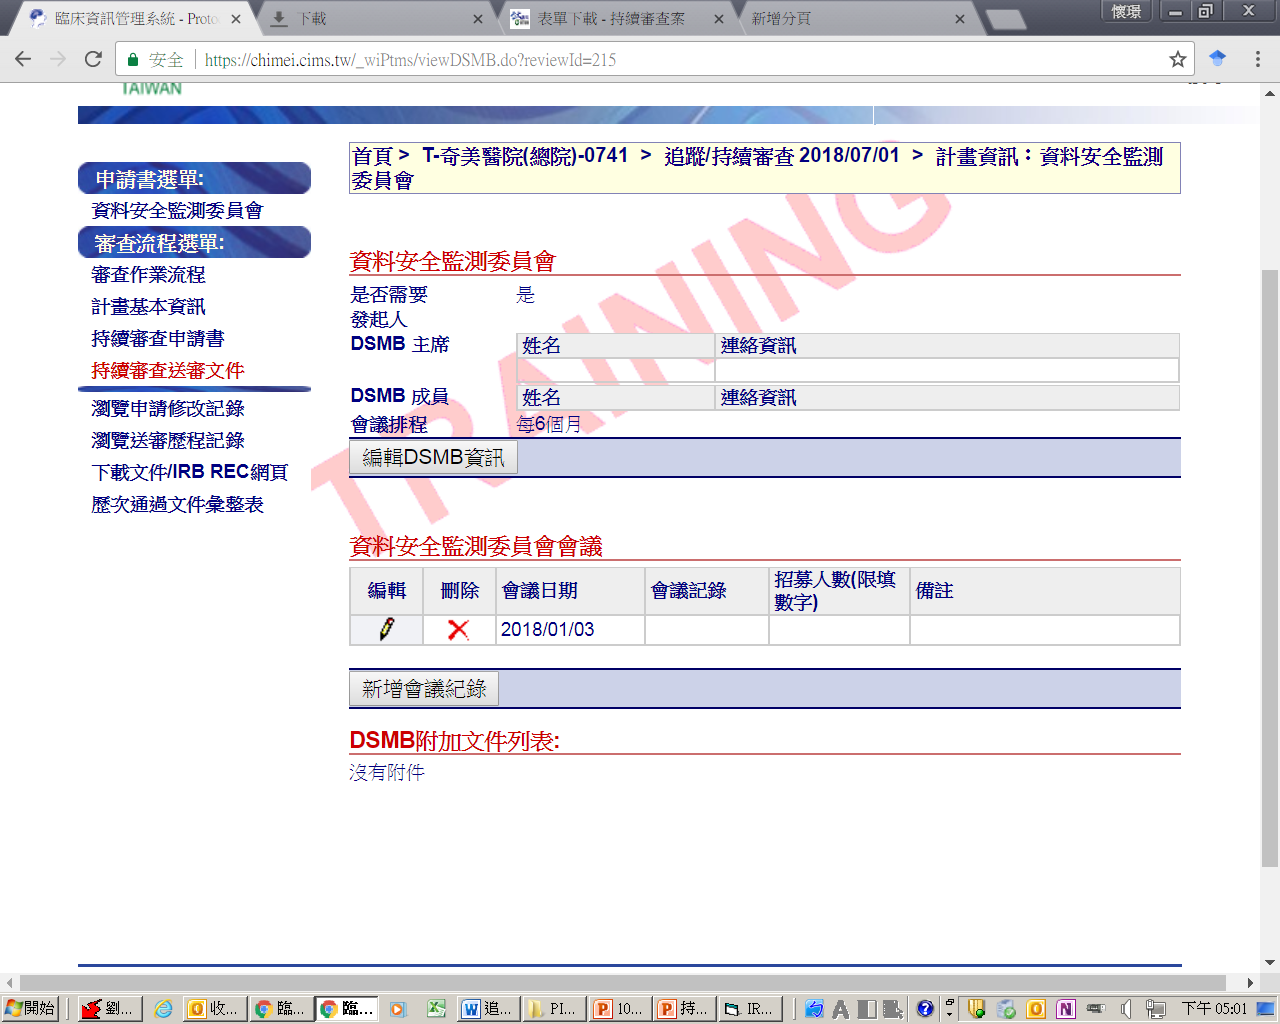 臨床資訊管理系統 - Proto
下載
表單下載 - 持續審查案
新增分頁
懷璟
安全
https://chimei.cims.tw/_wiPtms/viewDSMB.do?reviewId=215
TAIWAN
首頁 > T-奇美醫院(總院)-0741 > 追蹤/持續審查 2018/07/01 > 計畫資訊：資料安全監測
委員會
申請書選單:
資料安全監測委員會
審查流程選單:
審查作業流程
計畫基本資訊
持續審查申請書
持續審查送審文件
瀏覽申請修改記錄
瀏覽送審歷程記錄
下載文件/IRB REC網頁
歷次通過文件彙整表
TRAINING
資料安全監測委員會
是否需要 是
發起人
DSMB 主席 姓名 連絡資訊
DSMB 成員 姓名 連絡資訊
會議排程 每6個月
編輯DSMB資訊
資料安全監測委員會會議
編輯 刪除 會議日期 會議記錄 招募人數(限填數字) 備註
2018/01/03
新增會議紀錄
DSMB附加文件列表:
沒有附件
開始 劉... 收... 臨... 臨... 追... PI... 10... 持... IR... 下午 05:01